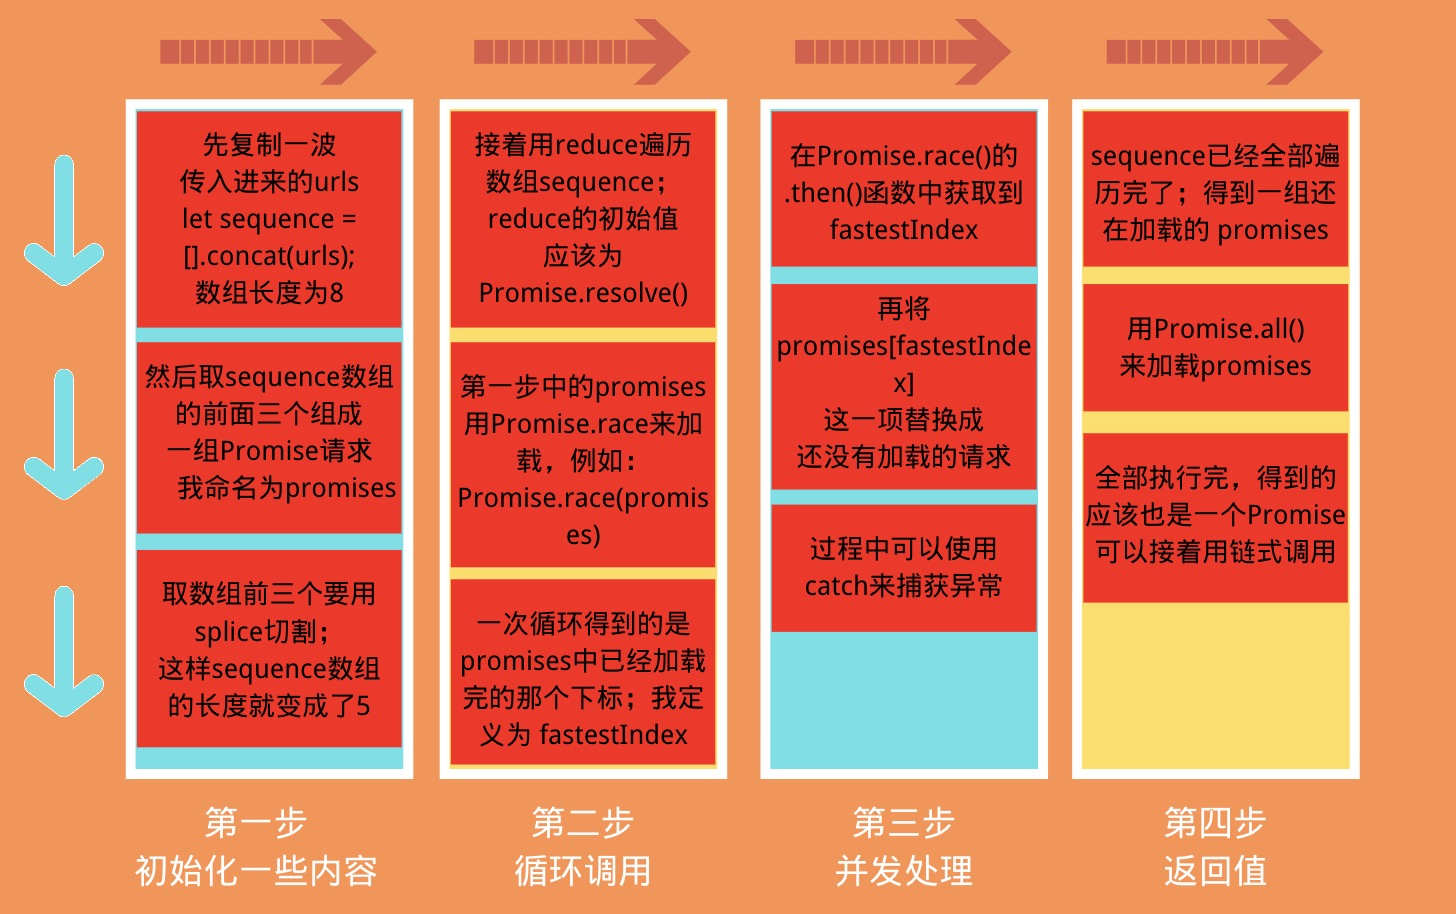 先复制一波
传入进来的urls
let sequence =
[].concat(urls);
数组长度为8
然后取sequence数组
的前面三个组成
一组Promise请求
我命名为promises
取数组前三个要用
splice切割；
这样sequence数组
的长度就变成了5
第一步
初始化一些内容
接着用reduce遍历
数组sequence；
reduce的初始值
应该为
Promise.resolve()
第一步中的promises
用Promise.race来加
载，例如：
Promise.race(promis
es)
一次循环得到的是
promises中已经加载
完的那个下标；我定
义为 fastestIndex
第二步
循环调用
在Promise.race()的
.then()函数中获取到
fastestIndex
再将
promises[fastestInde
x]
这一项替换成
还没有加载的请求
过程中可以使用
catch来捕获异常
第三步
并发处理
sequence已经全部遍
历完了；得到一组还
在加载的 promises
用Promise.all()
来加载promises
全部执行完，得到的
应该也是一个Promise
可以接着用链式调用
第四步
返回值